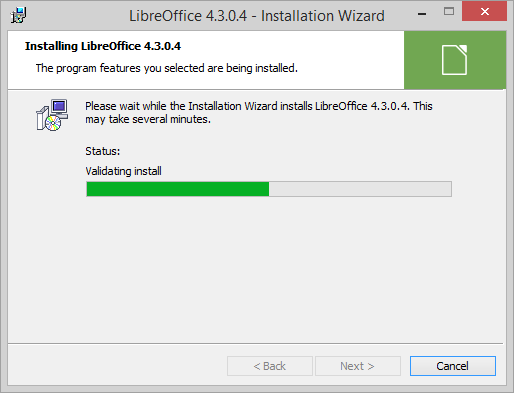 LibreOffice 4.3.0.4 - Installation Wizard
Installing LibreOffice 4.3.0.4
The program features you selected are being installed.
Please wait while the Installation Wizard installs LibreOffice 4.3.0.4. This
may take several minutes.
Status:
Validating install
< Back
Next >
Cancel